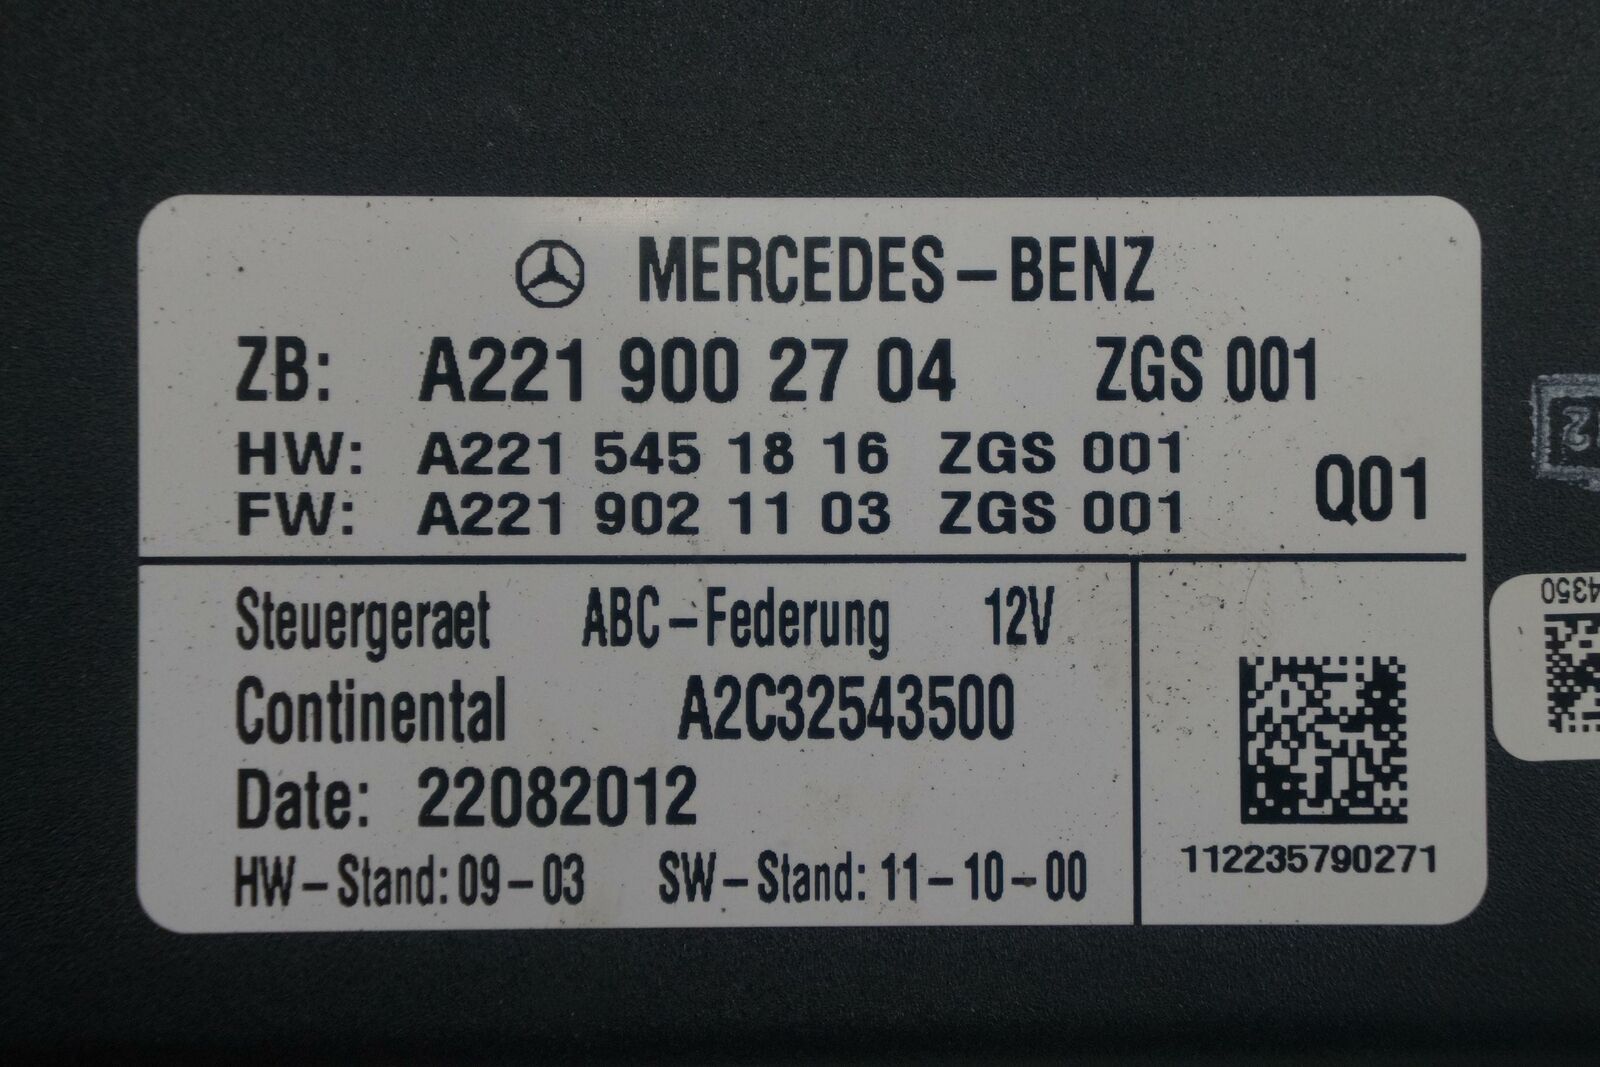 MERCEDES-BENZ
ZB: A221 900 27 04 ZGS 001
HW: A221 545 18 16 ZGS 001
FW: A221 902 11 03 ZGS 001
Q01
Steuergeraet ABC-Federung 12V
Continental A2C32543500
Date: 22082012
HW-Stand: 09-03 SW-Stand: 11-10-00
112235790271
4350